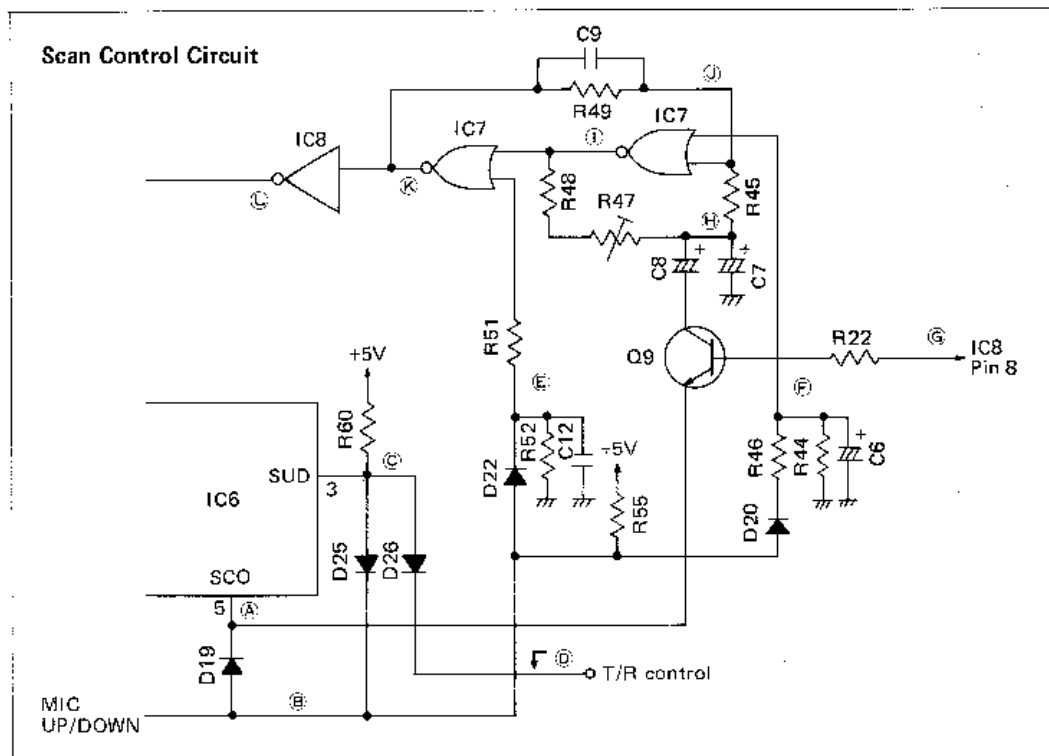 Scan Control Circuit
C9
R49
Ⓙ
IC8
IC7
Ⓘ
IC7
Ⓛ
Ⓚ
R48
R47
Ⓗ
R45
C8
+
+
C7
R51
Q9
R22
Ⓖ
IC8
Pin 8
+5V
R60
Ⓔ
Ⓕ
SUD
3
Ⓒ
D22
R52
C12
+5V
R55
R46
R44
+
C6
D20
IC6
D25
D26
SCO
5
Ⓐ
D19
Ⓓ
T/R control
MIC
UP/DOWN
Ⓑ